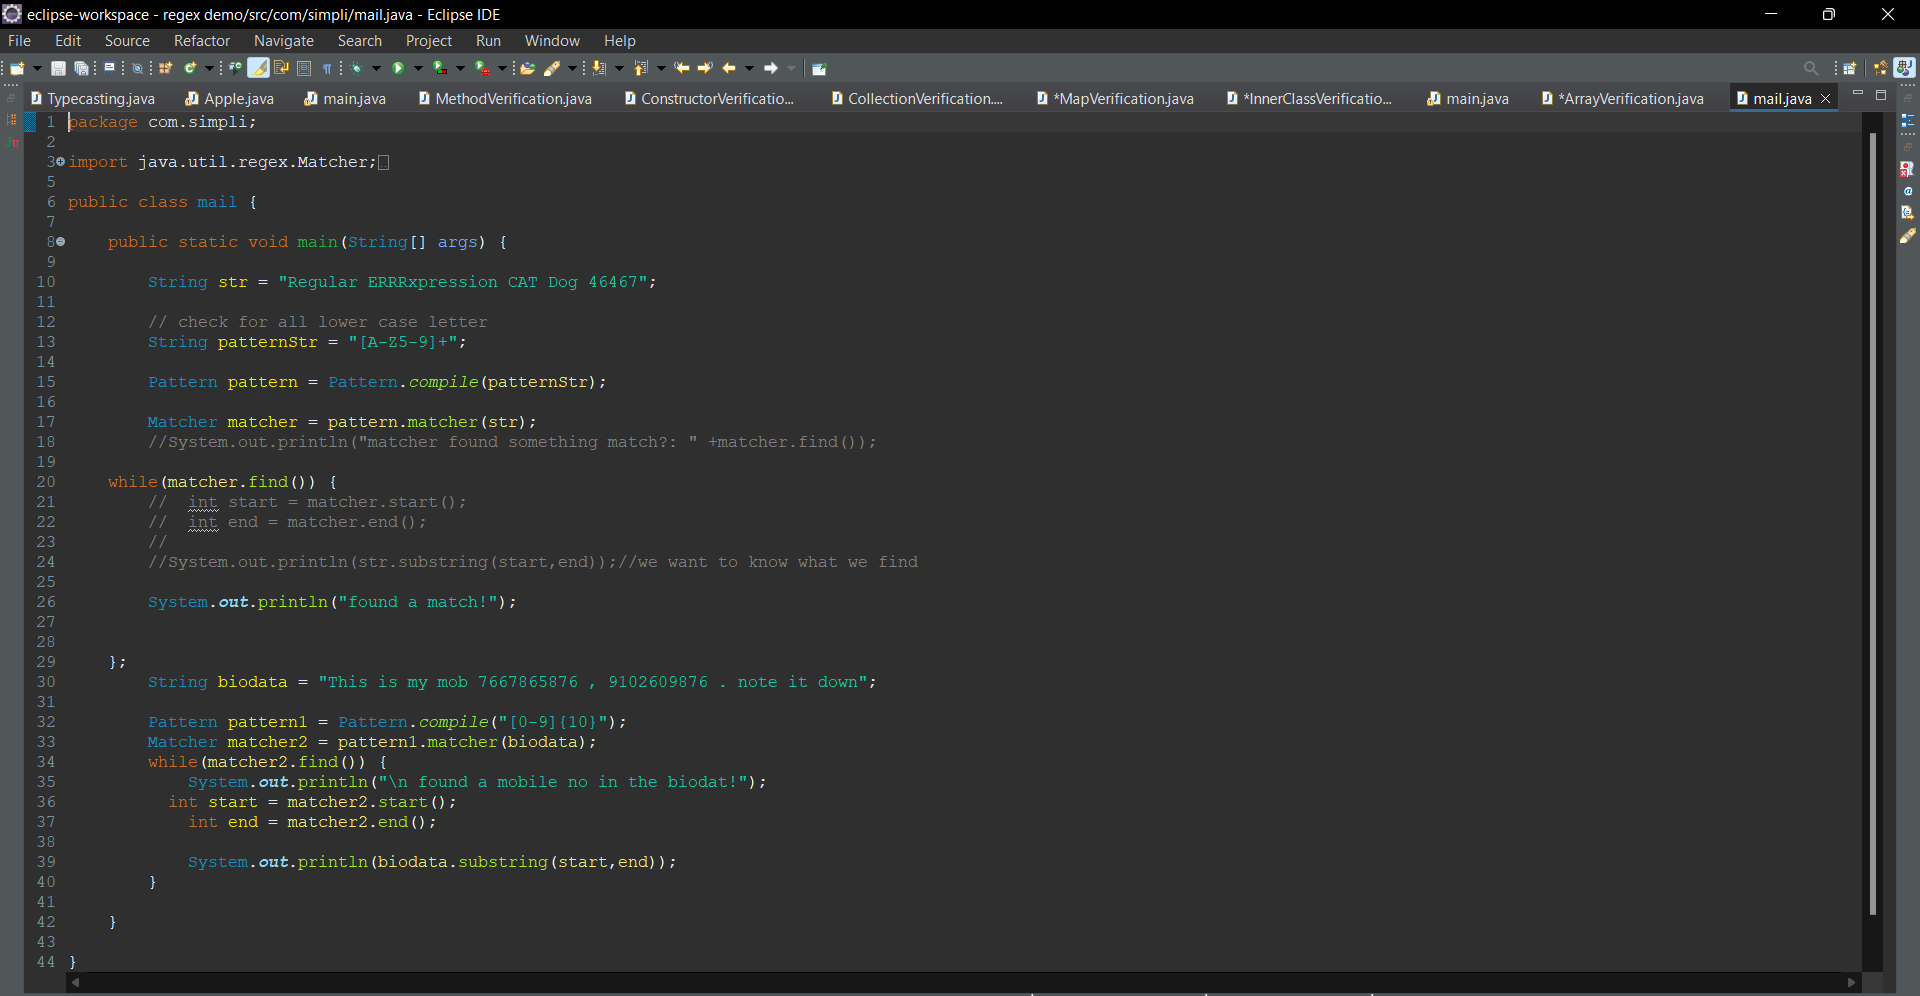 eclipse-workspace - regex demo/src/com/simpli/mail.java - Eclipse IDE
File Edit Source Refactor Navigate Search Project Run Window Help
Typecasting.java Apple.java main.java MethodVerification.java ConstructorVerificatio... CollectionVerification.... *MapVerification.java *InnerClassVerificatio... main.java *ArrayVerification.java mail.java
1 package com.simpli;
2
3 import java.util.regex.Matcher;
5
6 public class mail {
7
8 public static void main(String[] args) {
9
10 String str = "Regular ERRRxpression CAT Dog 46467";
11
12 // check for all lower case letter
13 String patternStr = "[A-Z5-9]+";
14
15 Pattern pattern = Pattern.compile(patternStr);
16
17 Matcher matcher = pattern.matcher(str);
18 //System.out.println("matcher found something match?: " +matcher.find());
19
20 while(matcher.find()) {
21 // int start = matcher.start();
22 // int end = matcher.end();
23 //
24 //System.out.println(str.substring(start,end));//we want to know what we find
25
26 System.out.println("found a match!");
27
28
29 };
30 String biodata = "This is my mob 7667865876 , 9102609876 . note it down";
31
32 Pattern pattern1 = Pattern.compile("[0-9]{10}");
33 Matcher matcher2 = pattern1.matcher(biodata);
34 while(matcher2.find()) {
35 System.out.println("\n found a mobile no in the biodat!");
36 int start = matcher2.start();
37 int end = matcher2.end();
38
39 System.out.println(biodata.substring(start,end));
40 }
41
42 }
43
44 }